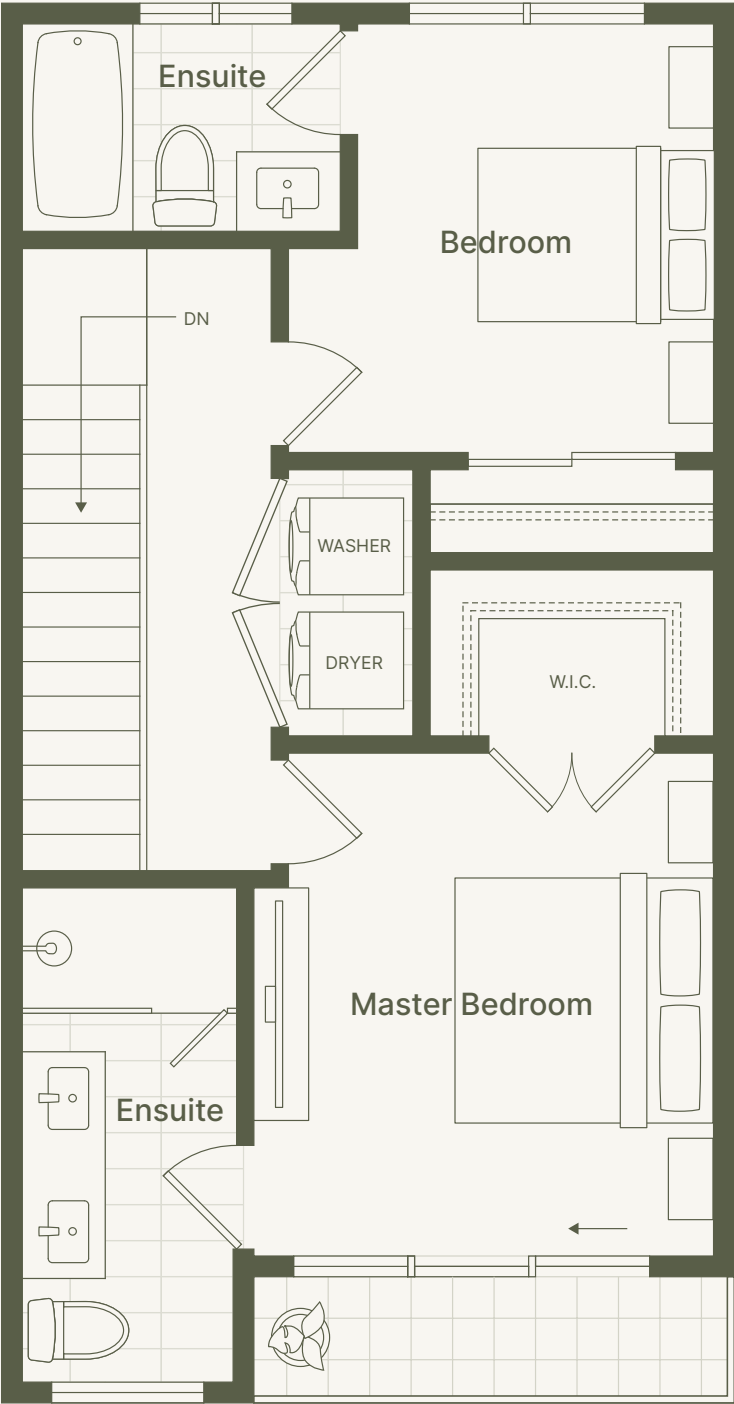 Ensuite
Bedroom
DN
WASHER
DRYER
W.I.C.
Master Bedroom
Ensuite